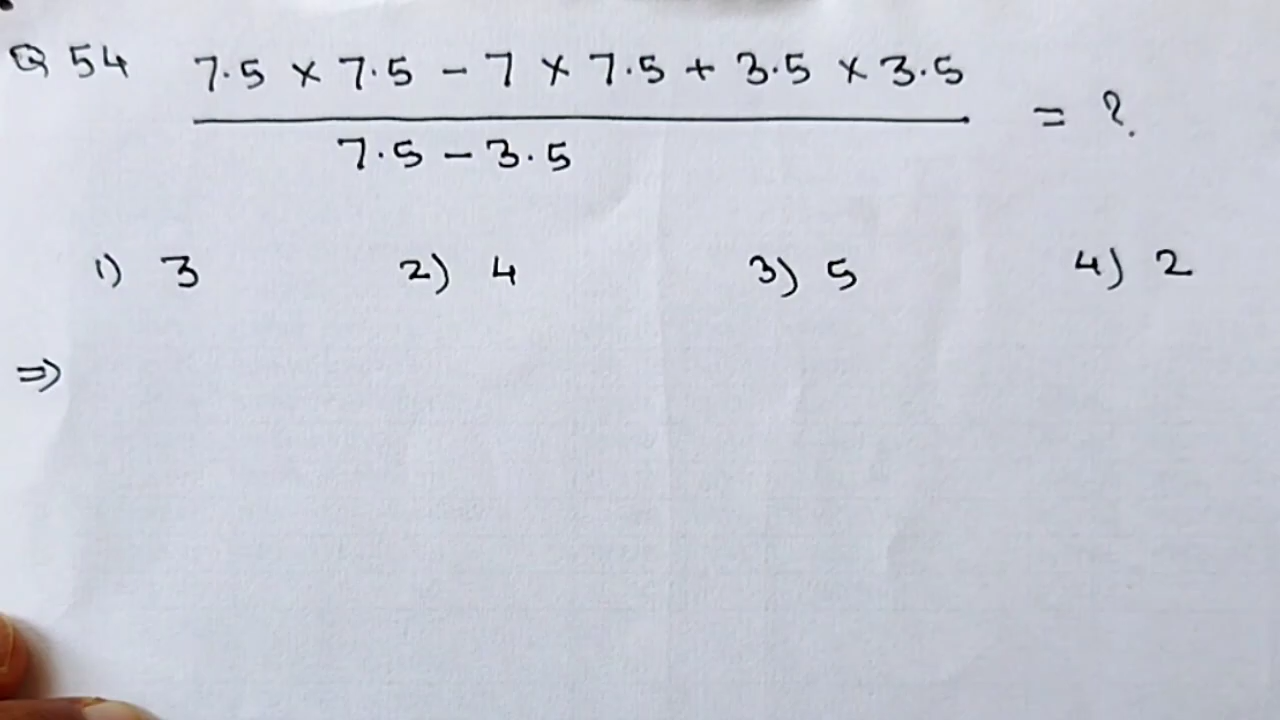 Q 54 7.5 × 7.5 - 7 × 7.5 + 3.5 × 3.5 = ?
7.5 - 3.5
1) 3 2) 4 3) 5 4) 2
⇒